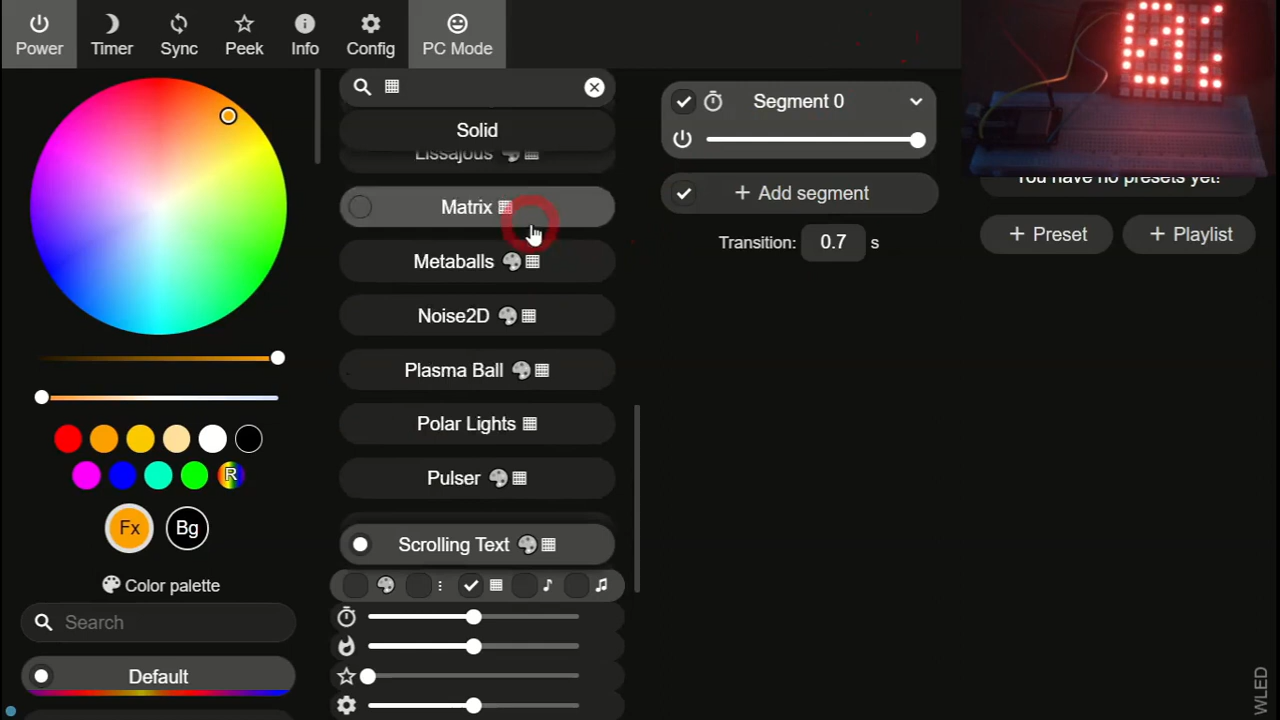 Power
Timer
Sync
Peek
Info
Config
PC Mode
R
Fx
Bg
Color palette
Search
Default
Solid
Lissajous
Matrix
Metaballs
Noise2D
Plasma Ball
Polar Lights
Pulser
Scrolling Text
Segment 0
+ Add segment
Transition: 0.7 s
You have no presets yet!
+ Preset
+ Playlist
WLED